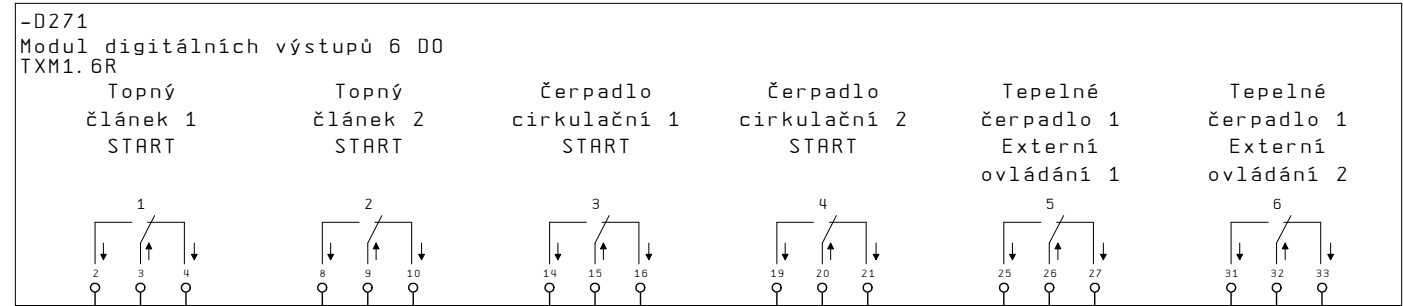 -D271
Modul digitálních výstupů 6 DO
TXM1.6R
Topný Topný Čerpadlo Čerpadlo Tepelné Tepelné
článek 1 článek 2 cirkulační 1 cirkulační 2 čerpadlo 1 čerpadlo 1
START START START START Externí Externí
ovládání 1 ovládání 2
1 2 3 4 5 6
2 3 4 8 9 10 14 15 16 19 20 21 25 26 27 31 32 33